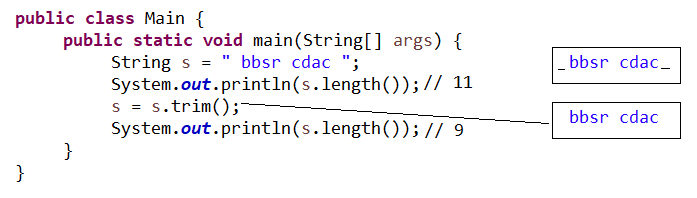 public class Main {
public static void main(String[] args) {
String s = " bbsr cdac ";
System.out.println(s.length()); // 11
s = s.trim();
System.out.println(s.length()); // 9
}
}
_bbsr cdac_
bbsr cdac